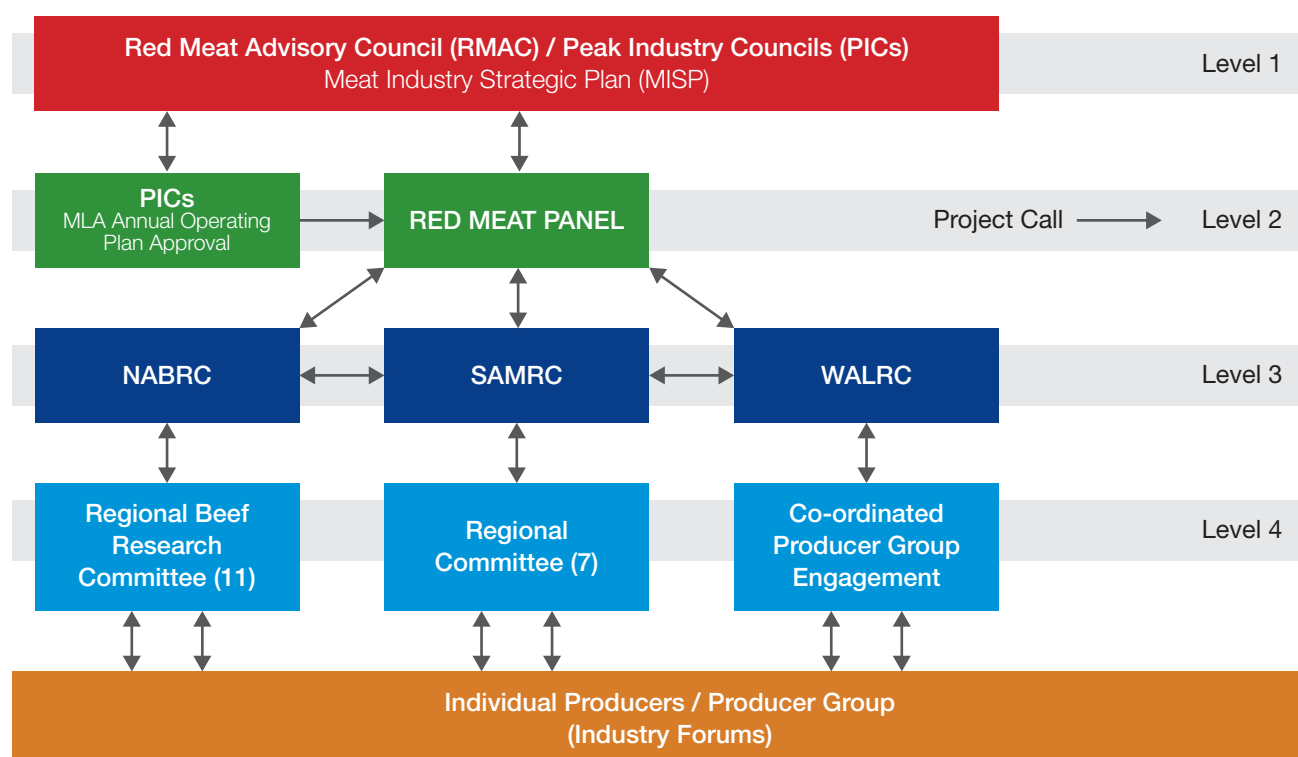 Red Meat Advisory Council (RMAC) / Peak Industry Councils (PICs)
Meat Industry Strategic Plan (MISP)
Level 1
PICs
MLA Annual Operating
Plan Approval
RED MEAT PANEL
Project Call
Level 2
NABRC
SAMRC
WALRC
Level 3
Regional Beef
Research
Committee (11)
Regional
Committee (7)
Co-ordinated
Producer Group
Engagement
Level 4
Individual Producers / Producer Group
(Industry Forums)